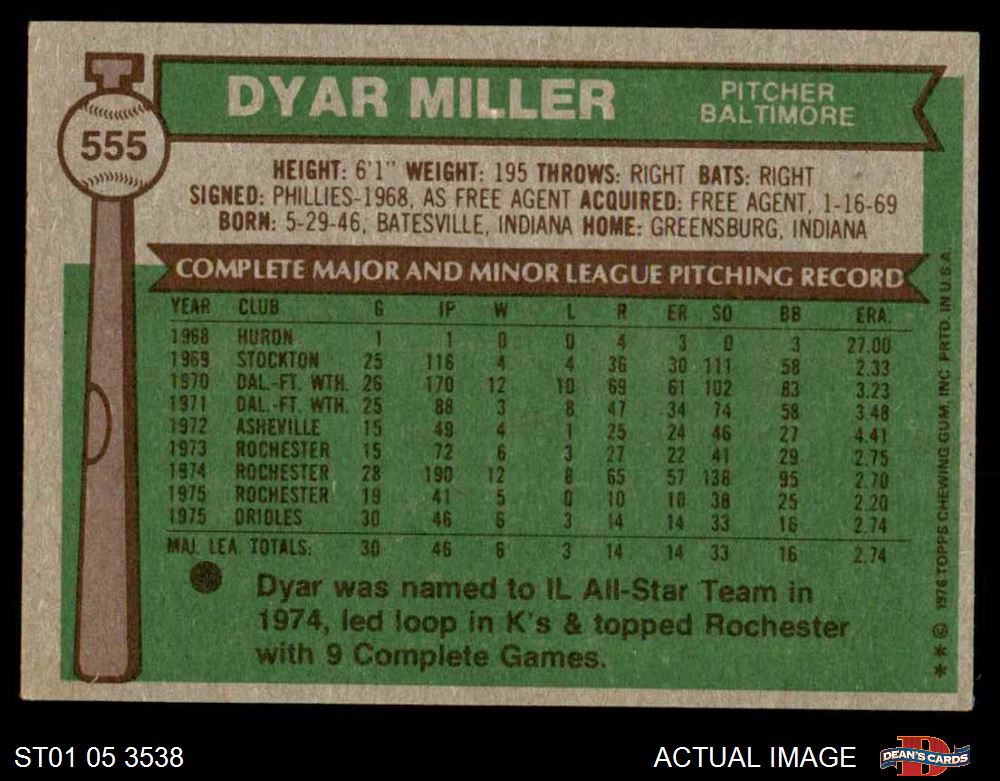 DYAR MILLER
PITCHER
BALTIMORE
555
HEIGHT: 6'1" WEIGHT: 195 THROWS: RIGHT BATS: RIGHT
SIGNED: PHILLIES-1968, AS FREE AGENT ACQUIRED: FREE AGENT, 1-16-69
BORN: 5-29-46, BATESVILLE, INDIANA HOME: GREENSBURG, INDIANA
COMPLETE MAJOR AND MINOR LEAGUE PITCHING RECORD
YEAR CLUB G IP W L R ER SO BB ERA.
1968 HURON 1 1 0 0 4 3 0 3 27.00
1969 STOCKTON 25 116 4 4 36 30 111 58 2.33
1970 DAL.-FT. WTH. 26 170 12 10 69 61 102 83 3.23
1971 DAL.-FT. WTH. 25 88 3 8 47 34 74 58 3.48
1972 ASHEVILLE 15 49 4 1 25 24 46 27 4.41
1973 ROCHESTER 15 72 6 3 27 22 41 29 2.75
1974 ROCHESTER 28 190 12 8 65 57 138 95 2.70
1975 ROCHESTER 19 41 5 0 10 10 38 25 2.20
1975 ORIOLES 30 46 6 3 14 14 33 16 2.74
MAJ. LEA. TOTALS: 30 46 6 3 14 14 33 16 2.74
Dyar was named to IL All-Star Team in
1974, led loop in K's & topped Rochester
with 9 Complete Games.
** © 1976 TOPPS CHEWING GUM, INC PRTD. IN U.S.A.
ST01 05 3538
ACTUAL IMAGE
DEAN'S CARDS